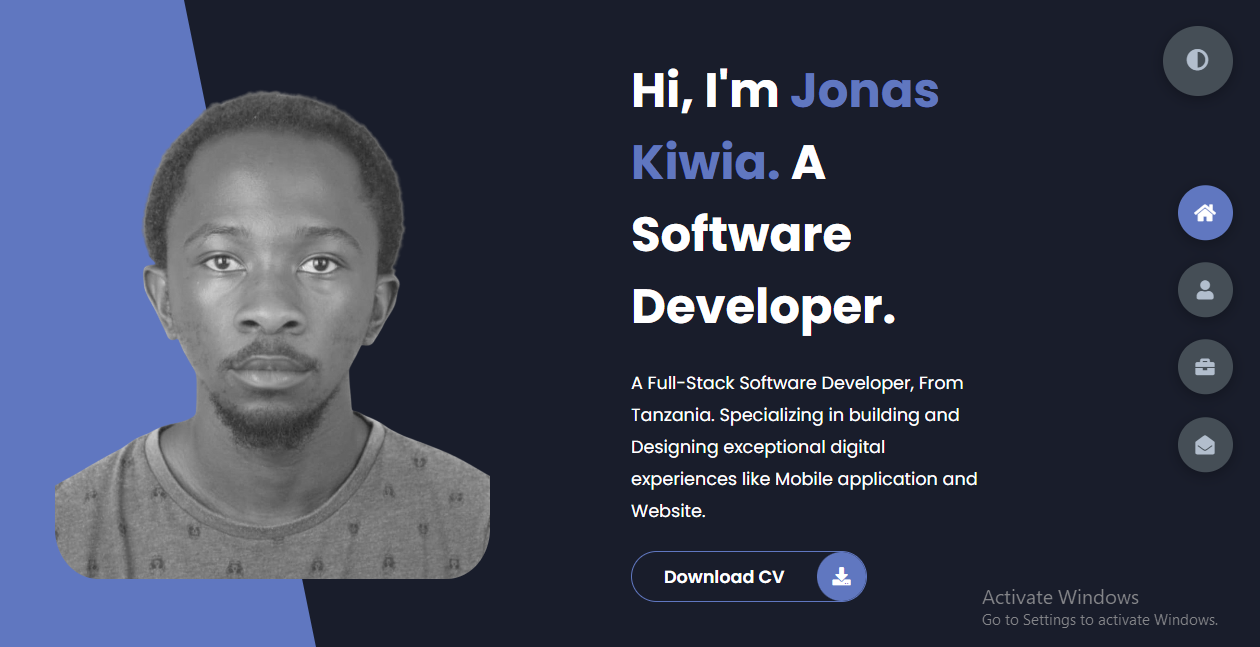 Hi, I'm Jonas
Kiwia. A
Software
Developer.
A Full-Stack Software Developer, From
Tanzania. Specializing in building and
Designing exceptional digital
experiences like Mobile application and
Website.
Download CV
Activate Windows
Go to Settings to activate Windows.